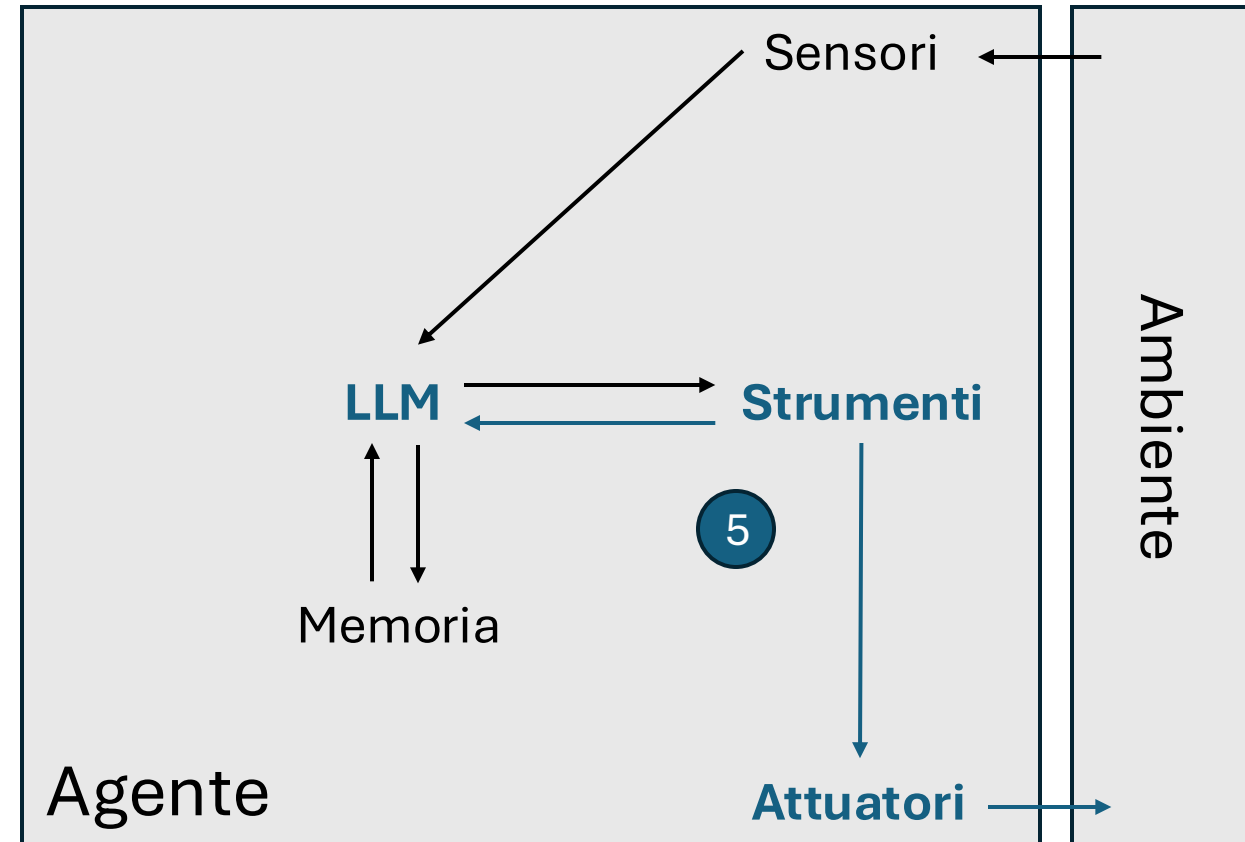 Sensori
LLM
Strumenti
Ambiente
5
Memoria
Agente
Attuatori